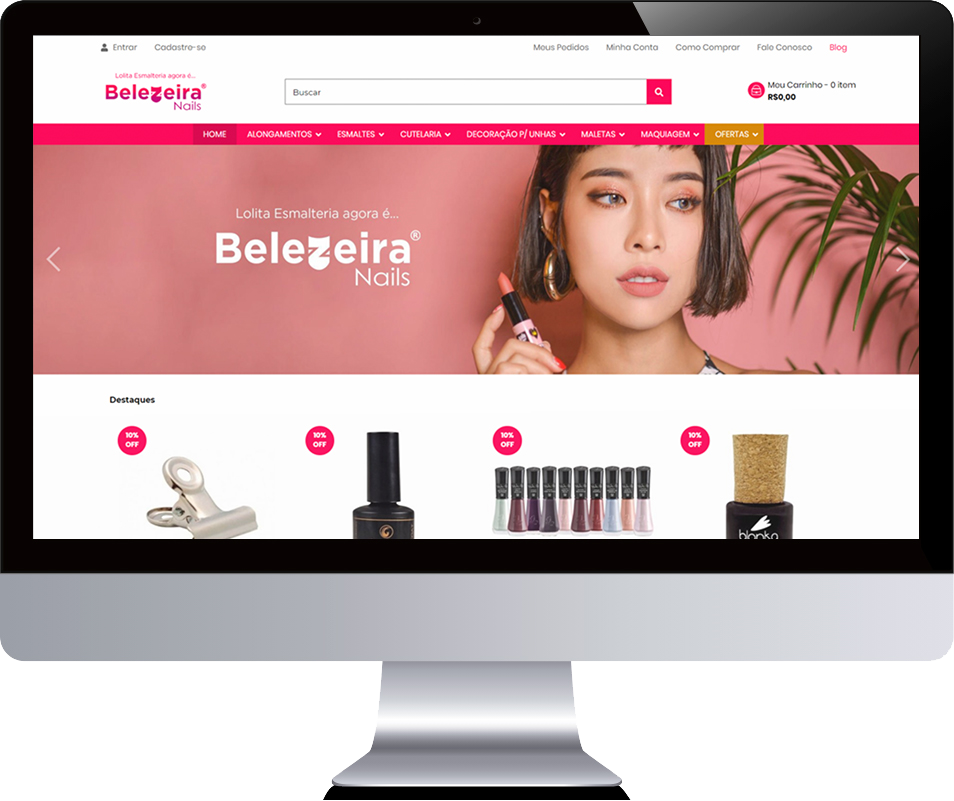 Entrar Cadastro-se Meus Pedidos Minha Conta Como Comprar Fale Conosco Blog
Lolita Esmalteria agora é...
Belezeira®
Nails
Buscar
Meu Carrinho - 0 item
R$0,00
HOME ALONGAMENTOS ESMALTES CUTELARIA DECORAÇÃO P/ UNHAS MALETAS MAQUIAGEM OFERTAS
Lolita Esmalteria agora é...
Belezeira®
Nails
Destaques
10%
OFF
10%
OFF
10%
OFF
10%
OFF
blanka